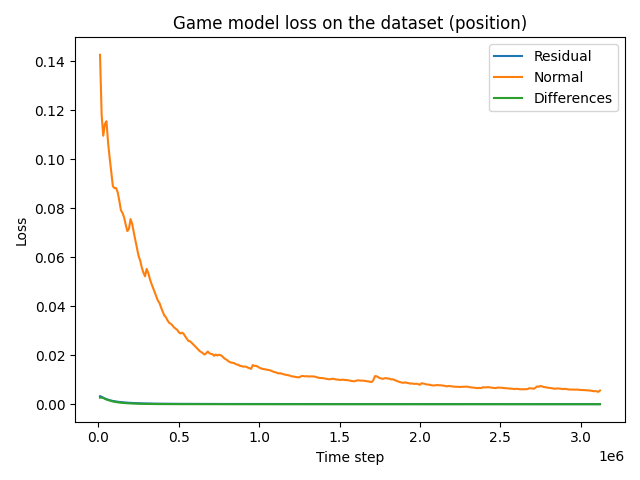 Game model loss on the dataset (position)
Residual
Normal
Differences
Loss
0.14
0.12
0.10
0.08
0.06
0.04
0.02
0.00
0.0 0.5 1.0 1.5 2.0 2.5 3.0
1e6
Time step